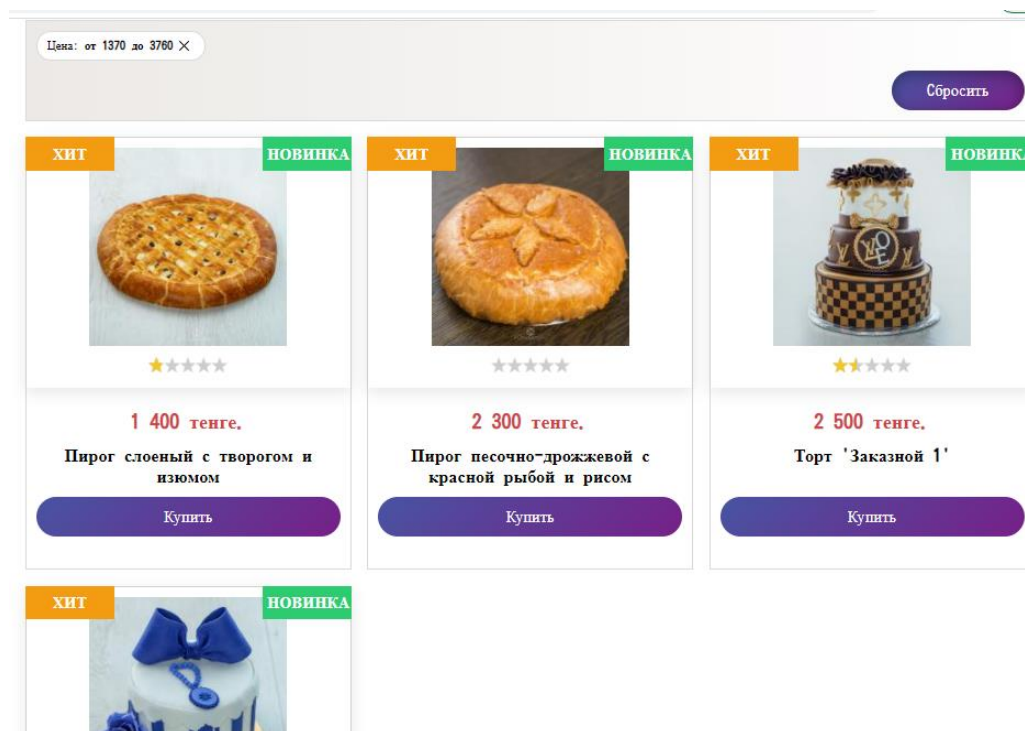 Цена: от 1370 до 3760 ×
Сбросить
ХИТ НОВИНКА
ХИТ НОВИНКА
ХИТ НОВИНК
1 400 тенге.
Пирог слоеный с творогом и
изюмом
Купить
2 300 тенге.
Пирог песочно-дрожжевой с
красной рыбой и рисом
Купить
2 500 тенге.
Торт 'Заказной 1'
Купить
ХИТ НОВИНКА